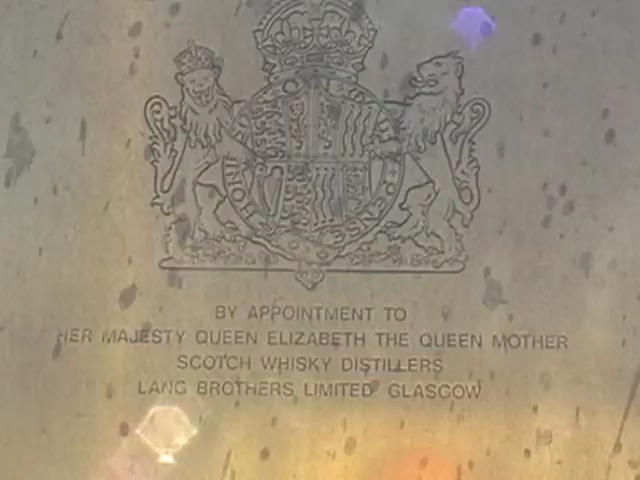 BY APPOINTMENT TO
HER MAJESTY QUEEN ELIZABETH THE QUEEN MOTHER
SCOTCH WHISKY DISTILLERS
LANG BROTHERS LIMITED. GLASGOW